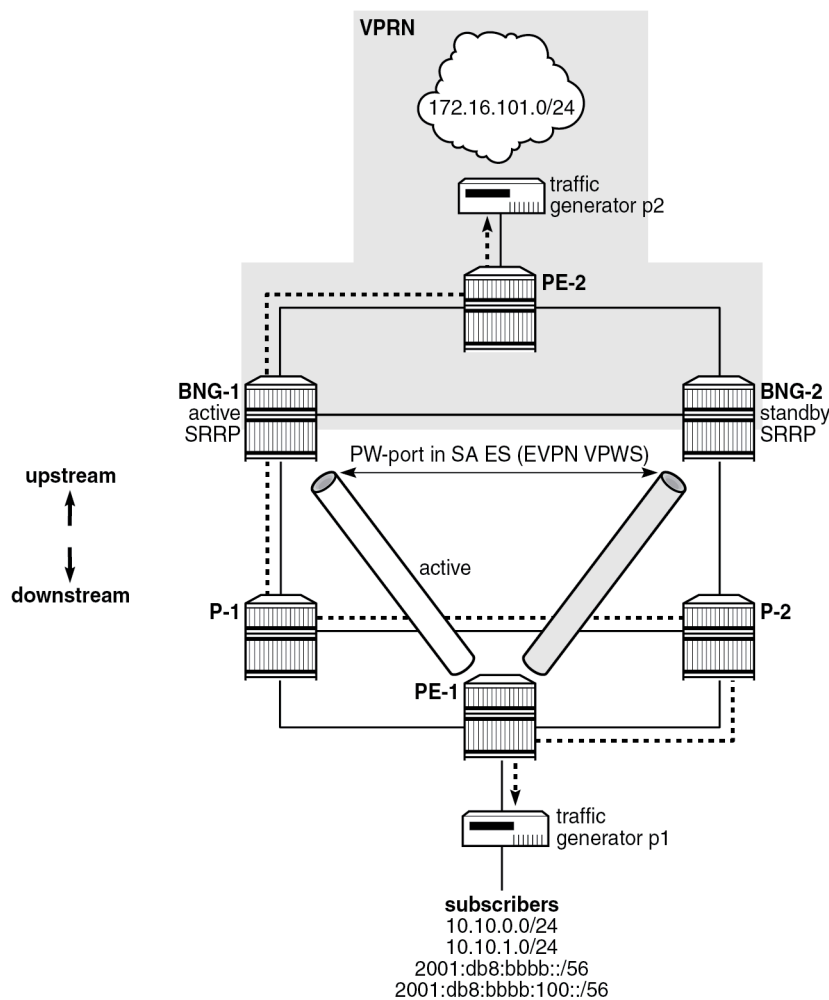 VPRN
172.16.101.0/24
traffic
generator p2
PE-2
BNG-1
active
SRRP
BNG-2
standby
SRRP
PW-port in SA ES (EVPN VPWS)
upstream
downstream
active
P-1
P-2
PE-1
traffic
generator p1
subscribers
10.10.0.0/24
10.10.1.0/24
2001:db8:bbbb::/56
2001:db8:bbbb:100::/56